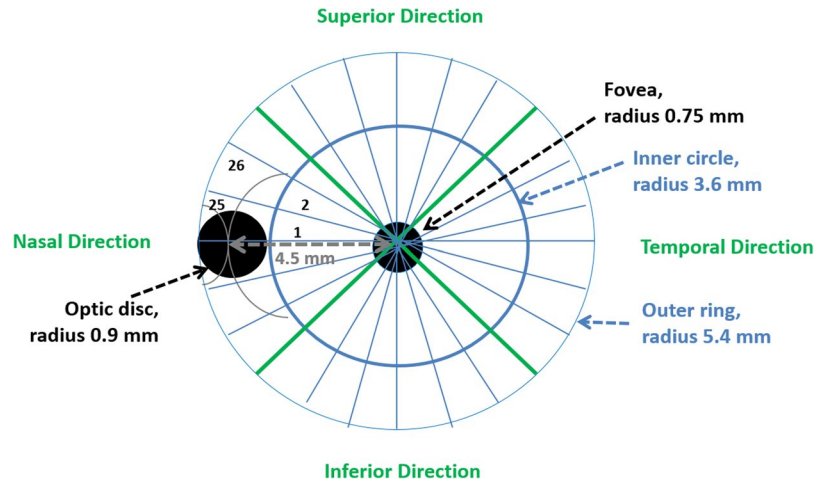 Superior Direction
Fovea,
radius 0.75 mm
26
Inner circle,
radius 3.6 mm
25
2
1
Nasal Direction
4.5 mm
Temporal Direction
Optic disc,
radius 0.9 mm
Outer ring,
radius 5.4 mm
Inferior Direction